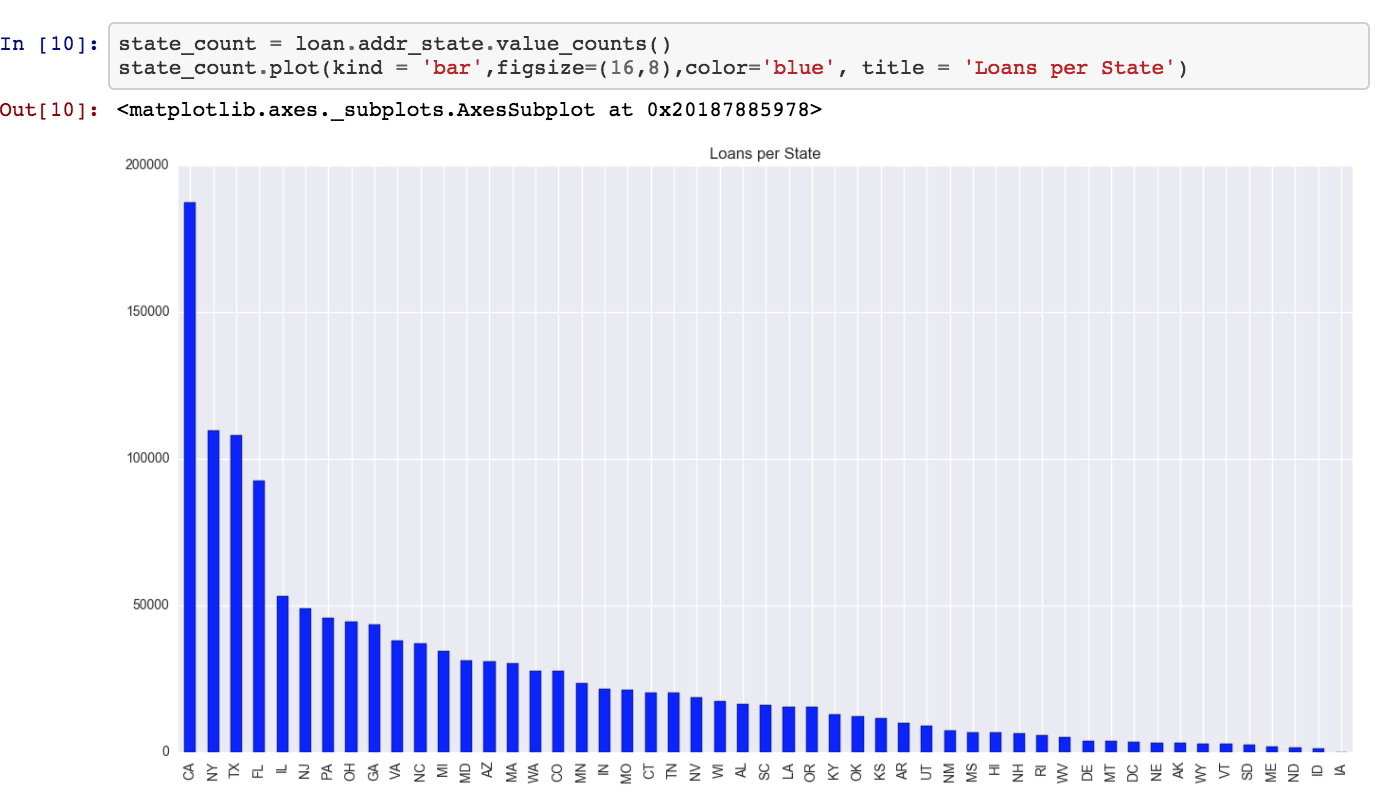 In [10]: state_count = loan.addr_state.value_counts()
state_count.plot(kind = 'bar',figsize=(16,8),color='blue', title = 'Loans per State')
Out[10]: <matplotlib.axes._subplots.AxesSubplot at 0x20187885978>
Loans per State
200000
150000
100000
50000
0
CA NY TX FL IL NJ PA OH GA VA NC MI MD AZ MA WA CO MN IN MO CT TN NV WI AL SC LA OR KY OK KS AR UT NM MS HI NH RI WV DE MT DC NE AK WY VT SD ME ND ID IA